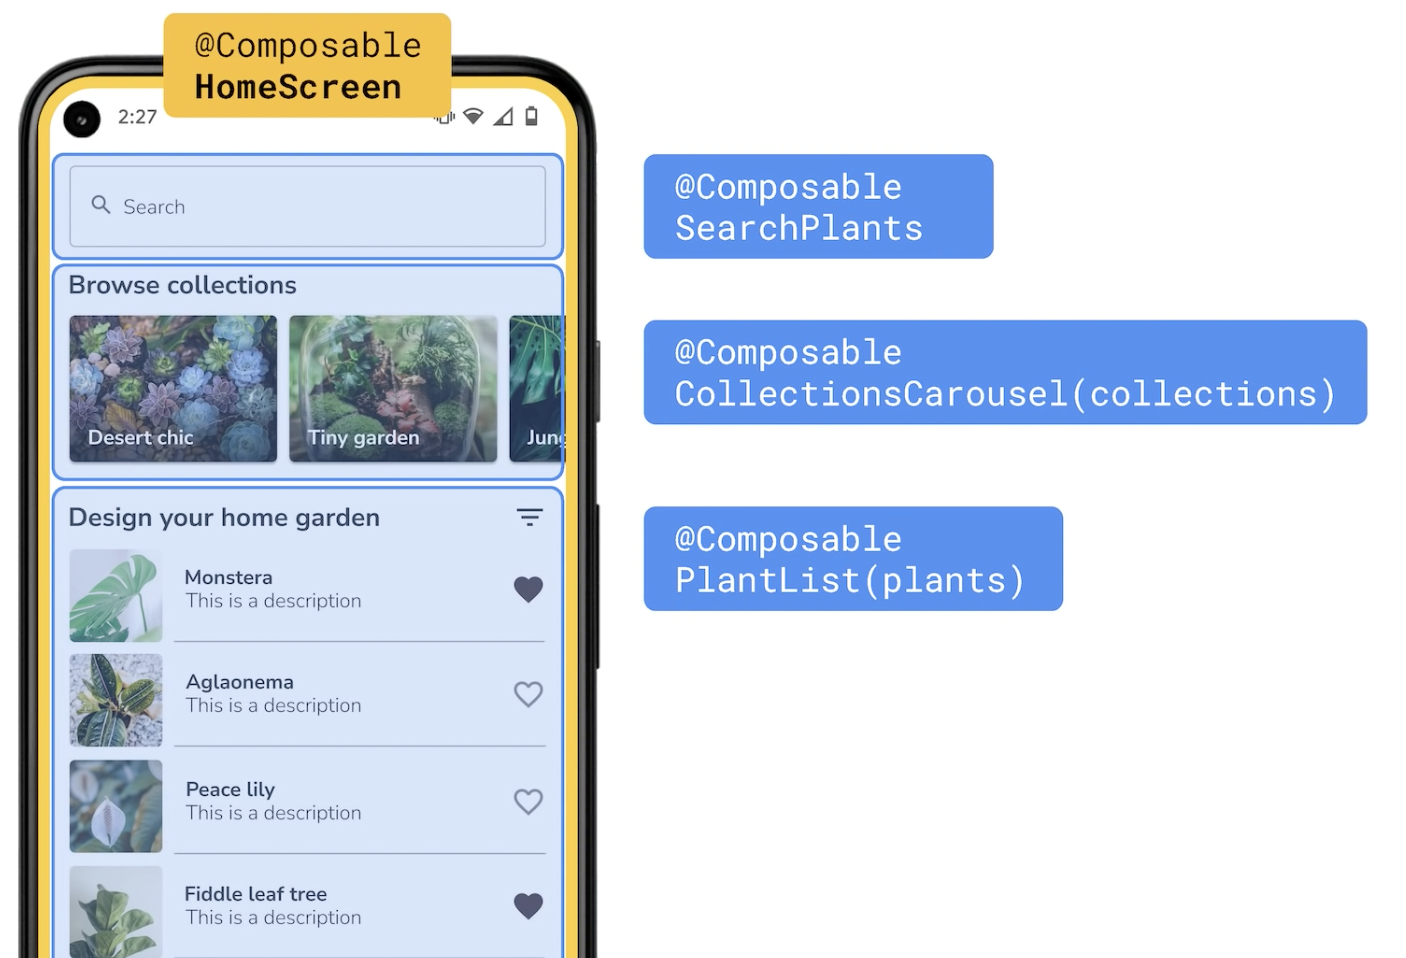 @Composable
HomeScreen
2:27
Search
@Composable
SearchPlants
Browse collections
Desert chic
Tiny garden
Jung
@Composable
CollectionsCarousel(collections)
Design your home garden
@Composable
PlantList(plants)
Monstera
This is a description
Aglaonema
This is a description
Peace lily
This is a description
Fiddle leaf tree
This is a description